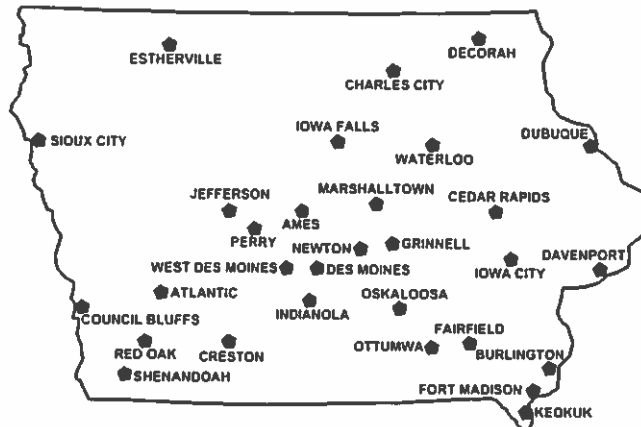 DECORAH
ESTHERVILLE
CHARLES CITY
IOWA FALLS
DUBUQUE
SIOUX CITY
WATERLOO
JEFFERSON
MARSHALLTOWN
CEDAR RAPIDS
AMES
PERRY
NEWTON
GRINNELL
DAVENPORT
WEST DES MOINES
DES MOINES
IOWA CITY
ATLANTIC
OSKALOOSA
COUNCIL BLUFFS
INDIANOLA
FAIRFIELD
RED OAK
CRESTON
OTTUMWA
BURLINGTON
SHENANDOAH
FORT MADISON
KEOKUK